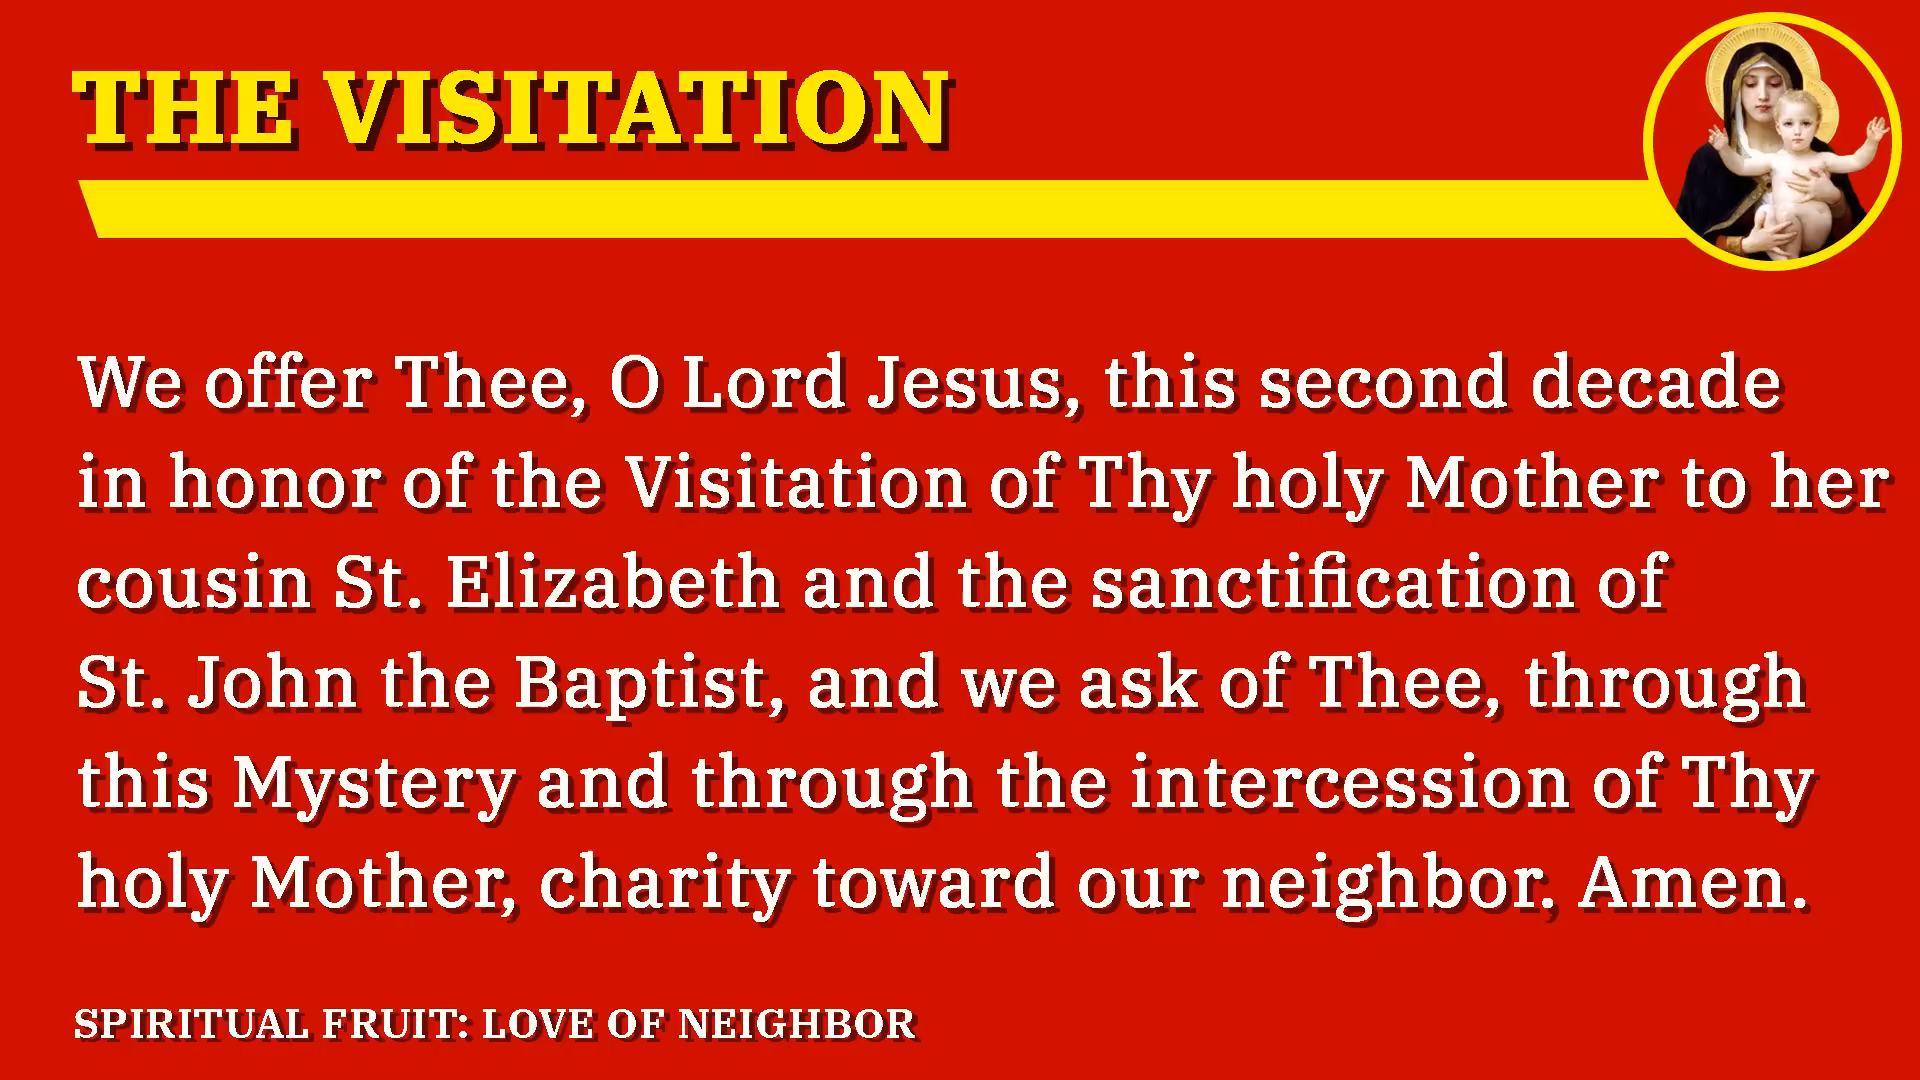 THE VISITATION
We offer Thee, O Lord Jesus, this second decade
in honor of the Visitation of Thy holy Mother to her
cousin St. Elizabeth and the sanctification of
St. John the Baptist, and we ask of Thee, through
this Mystery and through the intercession of Thy
holy Mother, charity toward our neighbor. Amen.
SPIRITUAL FRUIT: LOVE OF NEIGHBOR